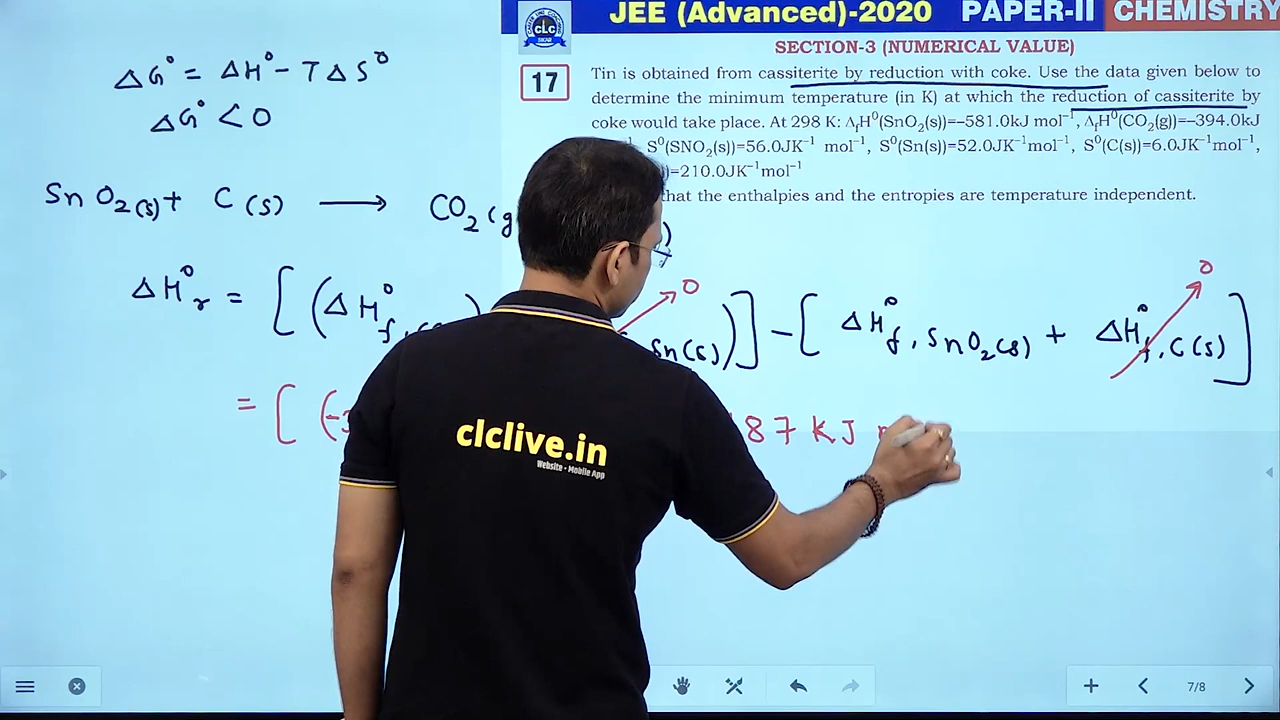 JEE (Advanced)-2020 PAPER-II CHEMISTRY
CLC
SIKAR
SECTION-3 (NUMERICAL VALUE)
17
Tin is obtained from cassiterite by reduction with coke. Use the data given below to
determine the minimum temperature (in K) at which the reduction of cassiterite by
coke would take place. At 298 K: ΔfH⁰(SnO₂(s))=–581.0kJ mol⁻¹, ΔfH⁰(CO₂(g))=–394.0kJ
S⁰(SNO₂(s))=56.0JK⁻¹ mol⁻¹, S⁰(Sn(s))=52.0JK⁻¹mol⁻¹, S⁰(C(s))=6.0JK⁻¹mol⁻¹,
)=210.0JK⁻¹mol⁻¹
that the enthalpies and the entropies are temperature independent.
ΔG° = ΔH° - TΔS°
ΔG° < 0
SnO₂(s) + C(s) ⟶ CO₂(g
ΔH°r = [(ΔH°f, Sn(s))] - [ΔH°f, SnO₂(s) + ΔH°f, C(s)]
0
0
= [(-3 87 KJ
clclive.in
Website • Mobile App
7/8